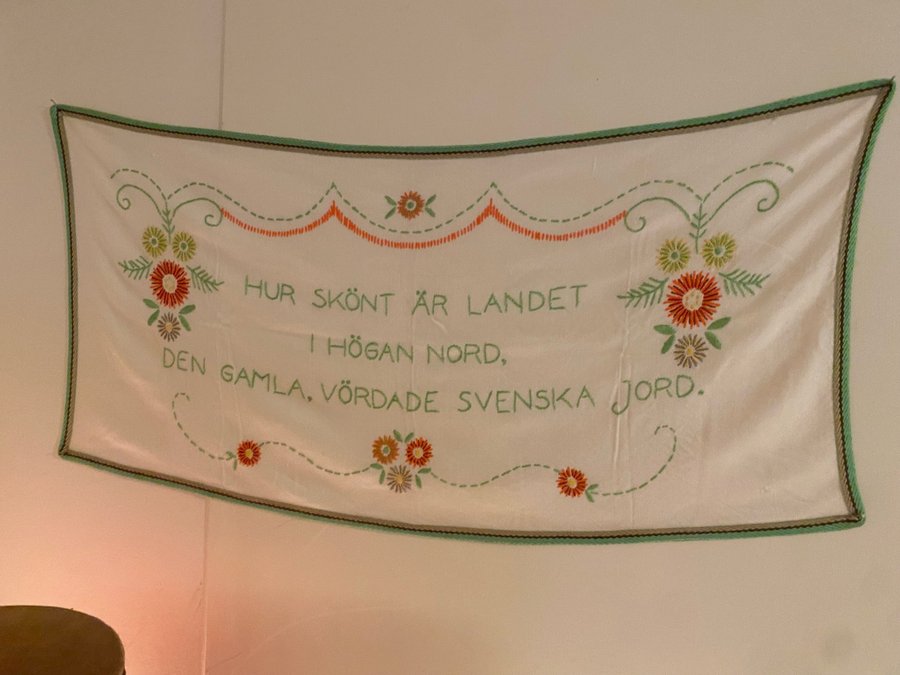 HUR SKÖNT ÄR LANDET
I HÖGAN NORD,
DEN GAMLA, VÖRDADE SVENSKA JORD.